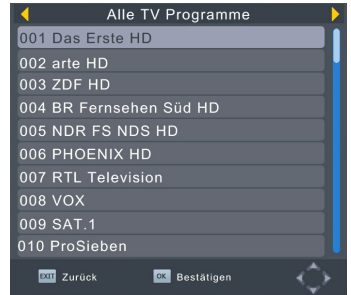 Alle TV Programme
001 Das Erste HD
002 arte HD
003 ZDF HD
004 BR Fernsehen Süd HD
005 NDR FS NDS HD
006 PHOENIX HD
007 RTL Television
008 VOX
009 SAT.1
010 ProSieben
EXIT Zurück OK Bestätigen